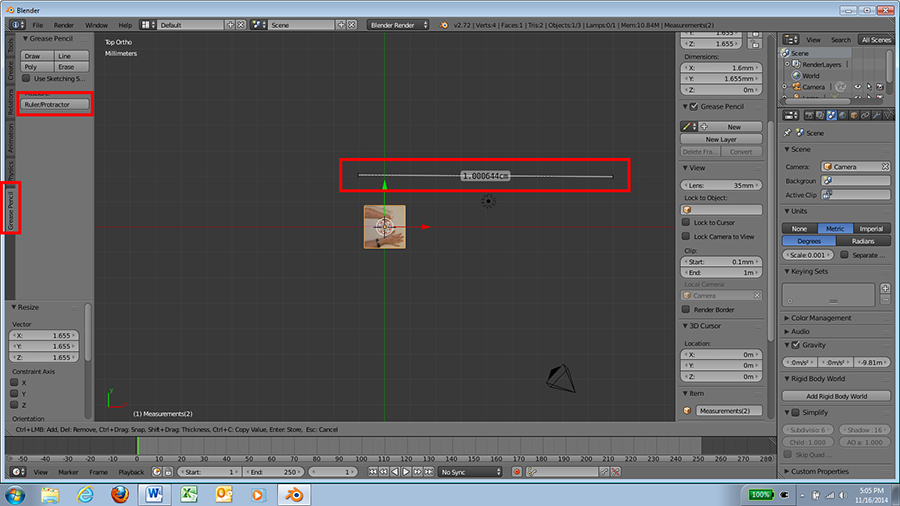 Blender
File Render Window Help
Default
Scene
Blender Render
v2.72 | Verts:4 | Faces:1 | Tris:2 | Objects:1/3 | Lamps:0/1 | Mem:10.84M | Measurements(2)
Tools
Create
Relations
Animation
Physics
Grease Pencil
Grease Pencil
Draw Line
Poly Erase
Use Sketching S...
Ruler/Protractor
Resize
Vector
X: 1.655
Y: 1.655
Z: 1.655
Constraint Axis
X
Y
Z
Orientation
Top Ortho
Millimeters
1.000644cm
(1) Measurements(2)
Ctrl+LMB: Add, Del: Remove, Ctrl+Drag: Snap, Shift+Drag: Thickness, Ctrl+C: Copy Value, Enter: Store, Esc: Cancel
Y: 1.655
Z: 1.655
Dimensions:
X: 1.6mm
Y: 1.655mm
Z: 0m
Grease Pencil
New
New Layer
Delete Fra... Convert
View
Lens: 35mm
Lock to Object:
Lock to Cursor
Lock Camera to View
Clip:
Start: 0.1mm
End: 1m
Local Camera:
Camera
Render Border
3D Cursor
Location:
X: 0m
Y: 0m
Z: 0m
Item
Measurements(2)
View Search All Scenes
Scene
RenderLayers
World
Camera
Scene
Scene
Camera: Camera
Backgroun
Active Clip
Units
None Metric Imperial
Degrees Radians
Scale:0.001 Separate ...
Keying Sets
Color Management
Audio
Gravity
:0m/s² :0m/s² -9.81m
Rigid Body World
Add Rigid Body World
Simplify
Subdivisio: 6 Shadow :16
Child: 1.000 AO a: 1.000
Skip Quad ...
Custom Properties
-50 -40 -30 -20 -10 0 10 20 30 40 50 60 70 80 90 100 110 120 130 140 150 160 170 180 190 200 210 220 230 240 250 260 270 280
View Marker Frame Playback
Start: 1
End: 250
1
No Sync
100%
5:05 PM
11/16/2014